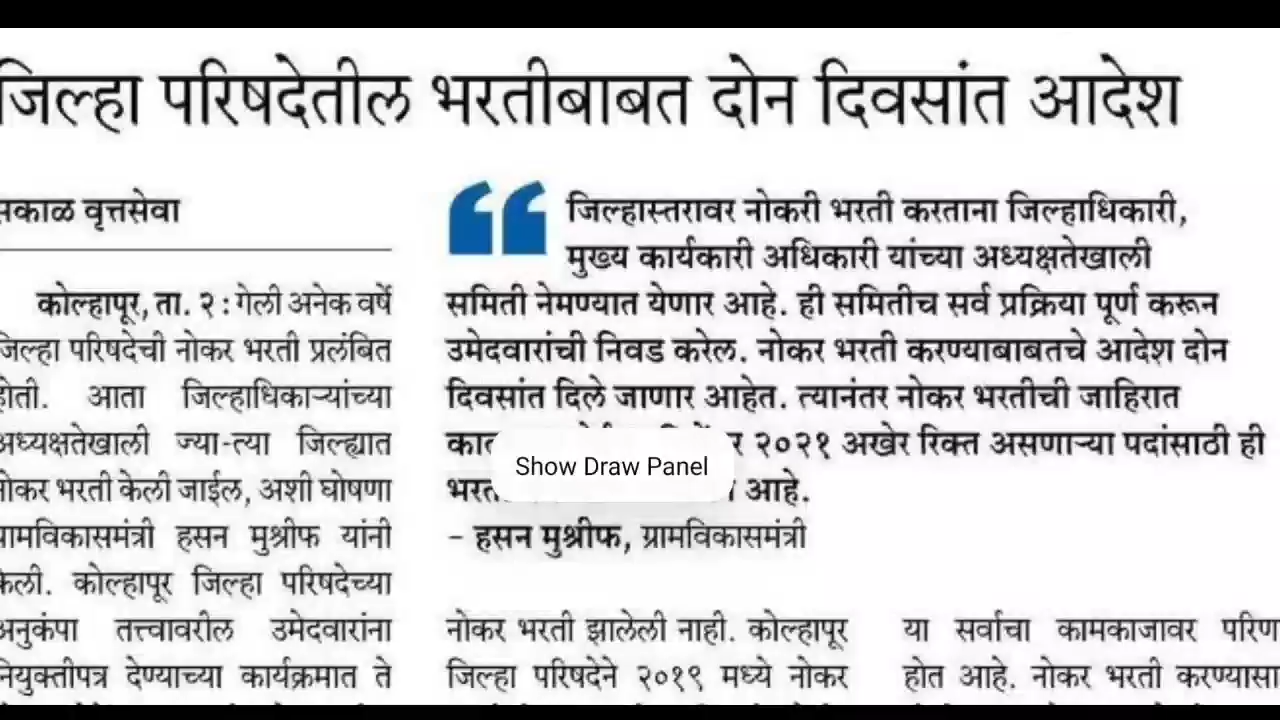 जिल्हा परिषदेतील भरतीबाबत दोन दिवसांत आदेश
सकाळ वृत्तसेवा
कोल्हापूर, ता. २ : गेली अनेक वर्षे
जिल्हा परिषदेची नोकर भरती प्रलंबित
होती. आता जिल्हाधिकाऱ्यांच्या
अध्यक्षतेखाली ज्या-त्या जिल्ह्यात
नोकर भरती केली जाईल, अशी घोषणा
ग्रामविकासमंत्री हसन मुश्रीफ यांनी
केली. कोल्हापूर जिल्हा परिषदेच्या
अनुकंपा तत्त्वावरील उमेदवारांना
नियुक्तीपत्र देण्याच्या कार्यक्रमात ते
जिल्हास्तरावर नोकरी भरती करताना जिल्हाधिकारी,
मुख्य कार्यकारी अधिकारी यांच्या अध्यक्षतेखाली
समिती नेमण्यात येणार आहे. ही समितीच सर्व प्रक्रिया पूर्ण करून
उमेदवारांची निवड करेल. नोकर भरती करण्याबाबतचे आदेश दोन
दिवसांत दिले जाणार आहेत. त्यानंतर नोकर भरतीची जाहिरात
२०२१ अखेर रिक्त असणाऱ्या पदांसाठी ही
आहे.
Show Draw Panel
– हसन मुश्रीफ, ग्रामविकासमंत्री
नोकर भरती झालेली नाही. कोल्हापूर
जिल्हा परिषदेने २०१९ मध्ये नोकर
या सर्वाचा कामकाजावर
होत आहे. नोकर भरती